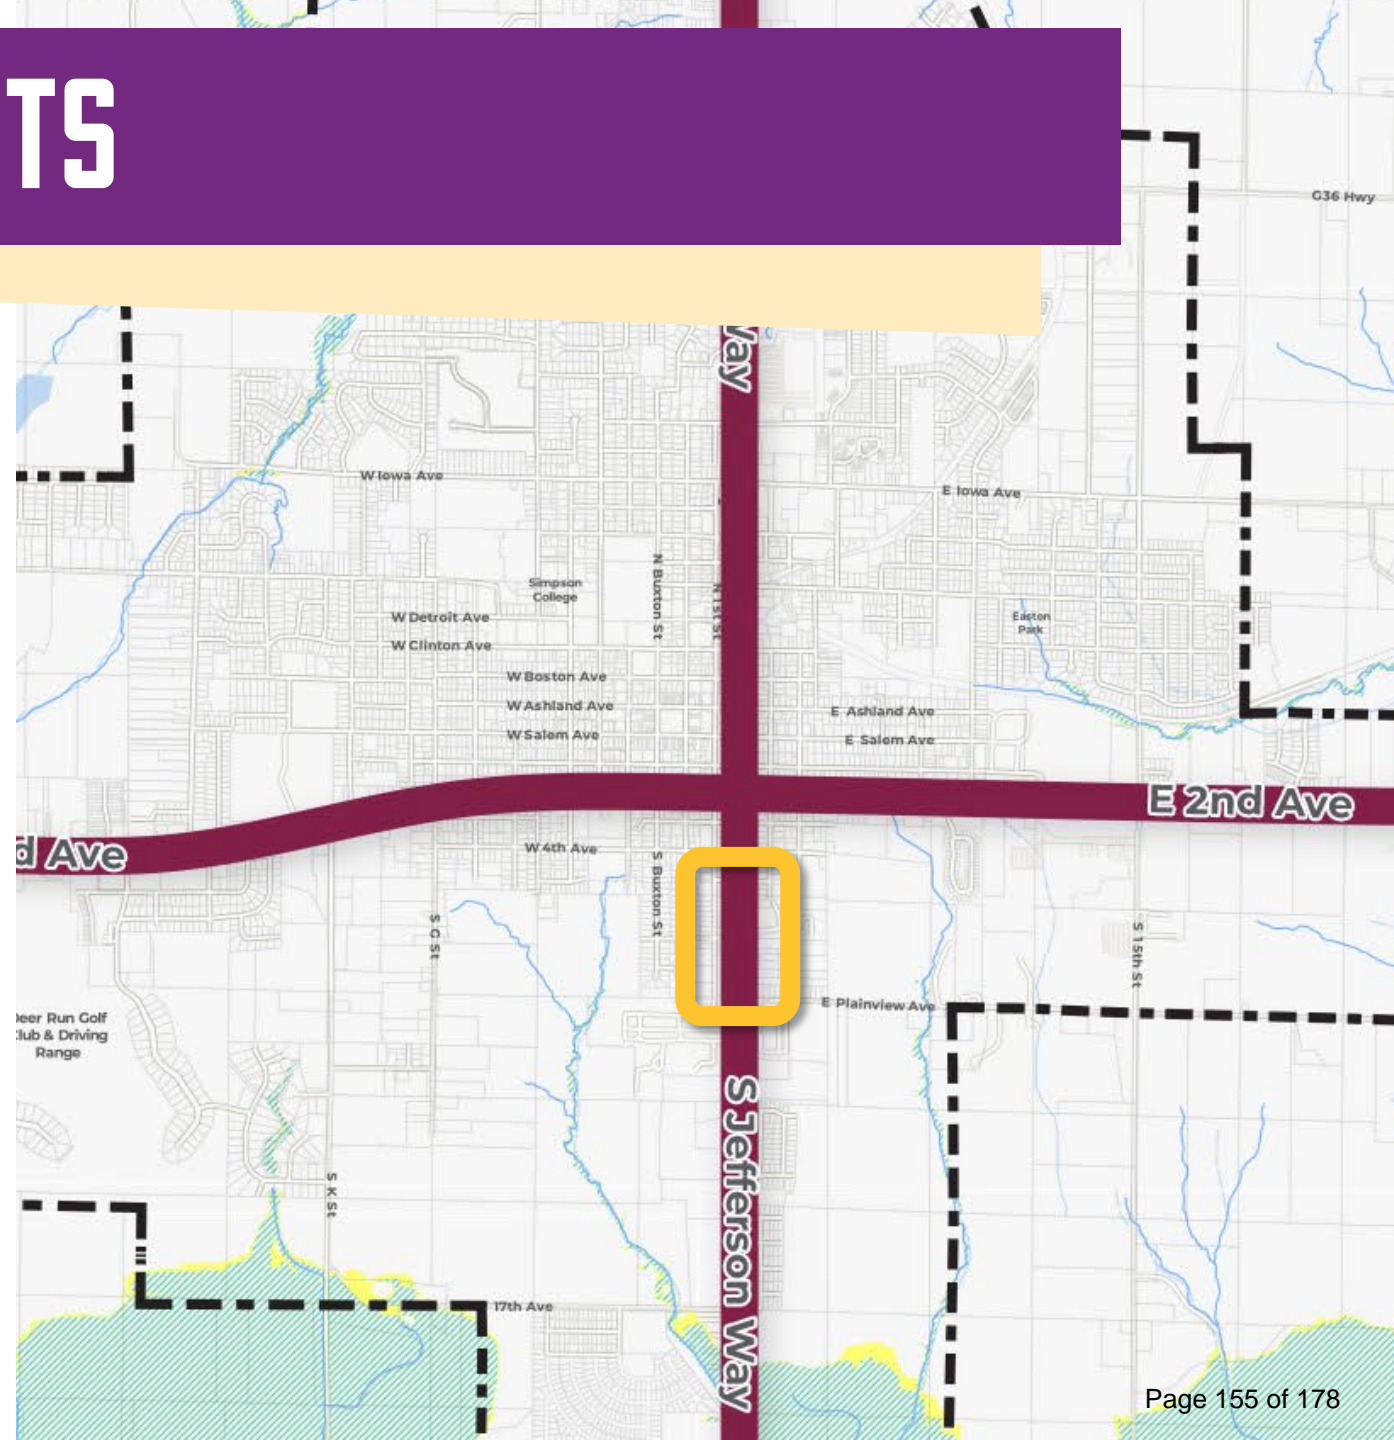 TS
G36 Hwy
Way
W Iowa Ave
E Iowa Ave
Simpson
College
N Buxton St
N 1st St
W Detroit Ave
W Clinton Ave
Easton
Park
W Boston Ave
W Ashland Ave
W Salem Ave
E Ashland Ave
E Salem Ave
E 2nd Ave
d Ave
W 4th Ave
S Buxton St
S G St
S 15th St
E Plainview Ave
Deer Run Golf
Club & Driving
Range
S K St
S Jefferson Way
17th Ave
Page 155 of 178